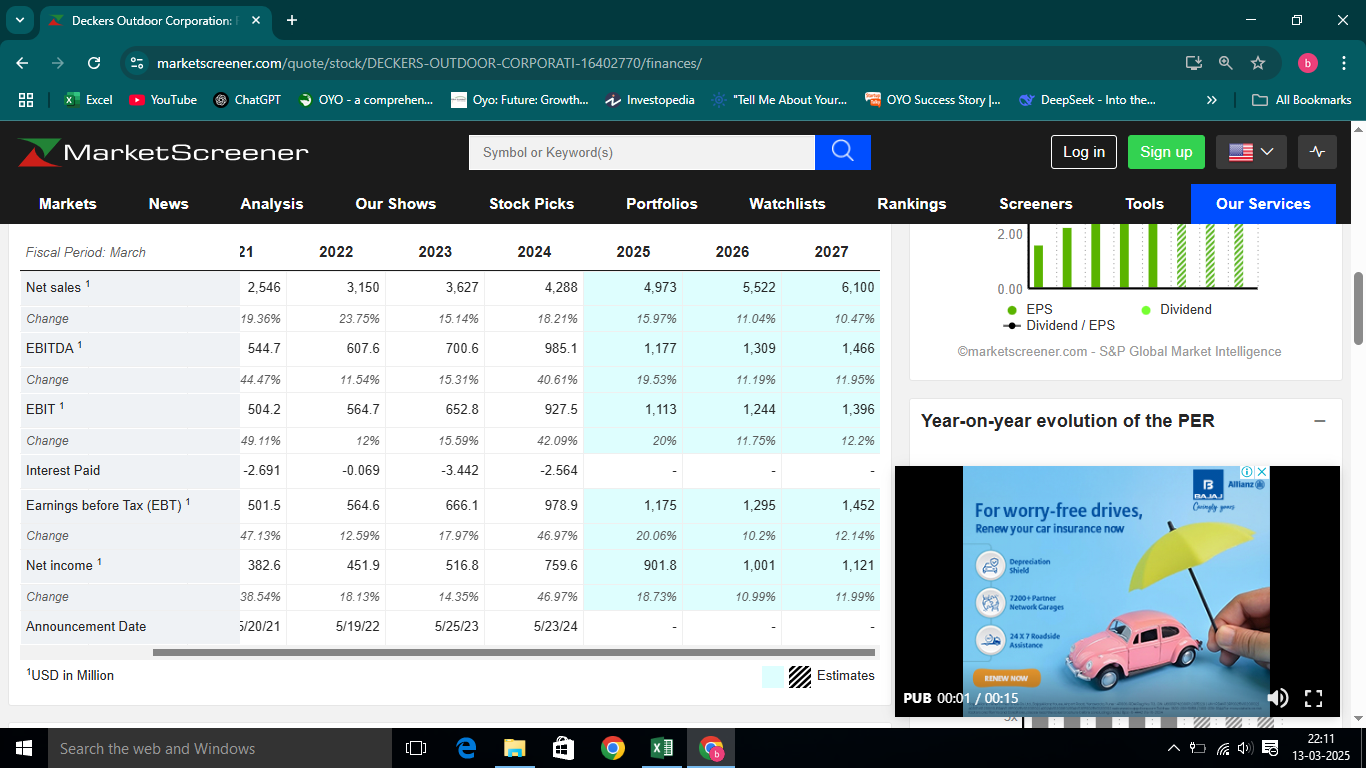 Deckers Outdoor Corporation:
marketscreener.com/quote/stock/DECKERS-OUTDOOR-CORPORATI-16402770/finances/
b
Excel YouTube ChatGPT OYO - a comprehen... Oyo: Future: Growth... Investopedia "Tell Me About Your... OYO Success Story |... DeepSeek - Into the... » All Bookmarks
MarketScreener Symbol or Keyword(s) Log in Sign up
Markets News Analysis Our Shows Stock Picks Portfolios Watchlists Rankings Screeners Tools Our Services
Fiscal Period: March 21 2022 2023 2024 2025 2026 2027
Net sales 1 2,546 3,150 3,627 4,288 4,973 5,522 6,100
Change 19.36% 23.75% 15.14% 18.21% 15.97% 11.04% 10.47%
EBITDA 1 544.7 607.6 700.6 985.1 1,177 1,309 1,466
Change 44.47% 11.54% 15.31% 40.61% 19.53% 11.19% 11.95%
EBIT 1 504.2 564.7 652.8 927.5 1,113 1,244 1,396
Change 49.11% 12% 15.59% 42.09% 20% 11.75% 12.2%
Interest Paid -2.691 -0.069 -3.442 -2.564 - - -
Earnings before Tax (EBT) 1 501.5 564.6 666.1 978.9 1,175 1,295 1,452
Change 47.13% 12.59% 17.97% 46.97% 20.06% 10.2% 12.14%
Net income 1 382.6 451.9 516.8 759.6 901.8 1,001 1,121
Change 38.54% 18.13% 14.35% 46.97% 18.73% 10.99% 11.99%
Announcement Date 5/20/21 5/19/22 5/25/23 5/23/24 - - -
1USD in Million Estimates
2.00
0.00
EPS Dividend
Dividend / EPS
©marketscreener.com - S&P Global Market Intelligence
Year-on-year evolution of the PER
BAJAJ Allianz
Caringly yours
For worry-free drives,
Renew your car insurance now
Depreciation
Shield
7200+ Partner
Network Garages
24 X 7 Roadside
Assistance
RENEW NOW
PUB 00:01 / 00:15
3x
Search the web and Windows
b
22:11
13-03-2025